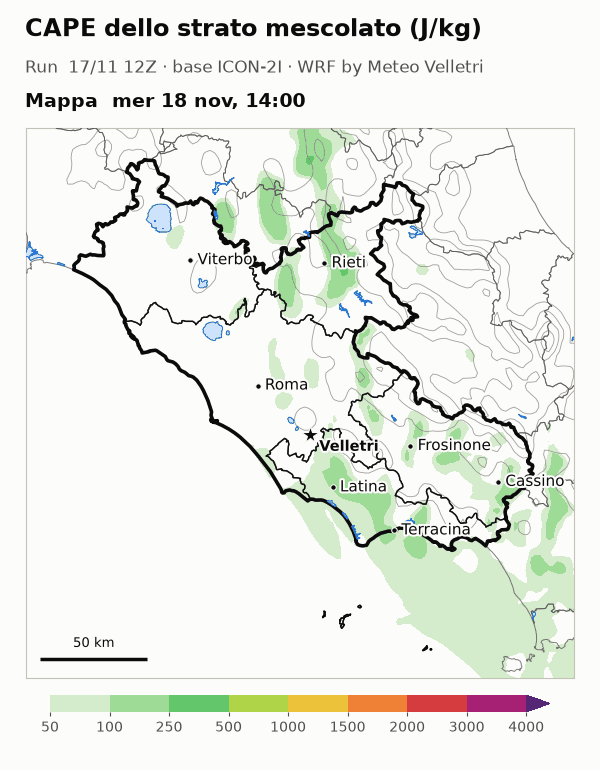 CAPE dello strato mescolato (J/kg)
Run  17/11 12Z · base ICON-2I · WRF by Meteo Velletri
Mappa  mer 18 nov, 14:00
Viterbo
Rieti
Roma
Velletri
Frosinone
Cassino
Latina
Terracina
50 km
50 100 250 500 1000 1500 2000 3000 4000